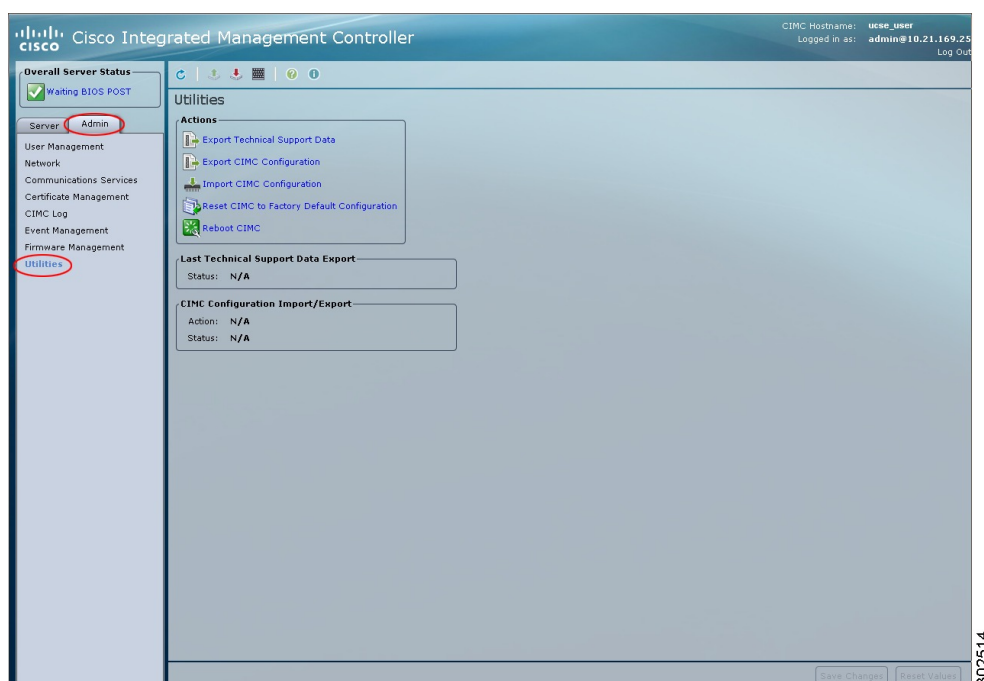 CISCO Cisco Integrated Management Controller
CIMC Hostname: ucse_user
Logged in as: admin@10.21.169.25
Log Out
Overall Server Status
Waiting BIOS POST
Server Admin
User Management
Network
Communications Services
Certificate Management
CIMC Log
Event Management
Firmware Management
Utilities
Utilities
Actions
Export Technical Support Data
Export CIMC Configuration
Import CIMC Configuration
Reset CIMC to Factory Default Configuration
Reboot CIMC
Last Technical Support Data Export
Status: N/A
CIMC Configuration Import/Export
Action: N/A
Status: N/A
Save Changes Reset Values
302514